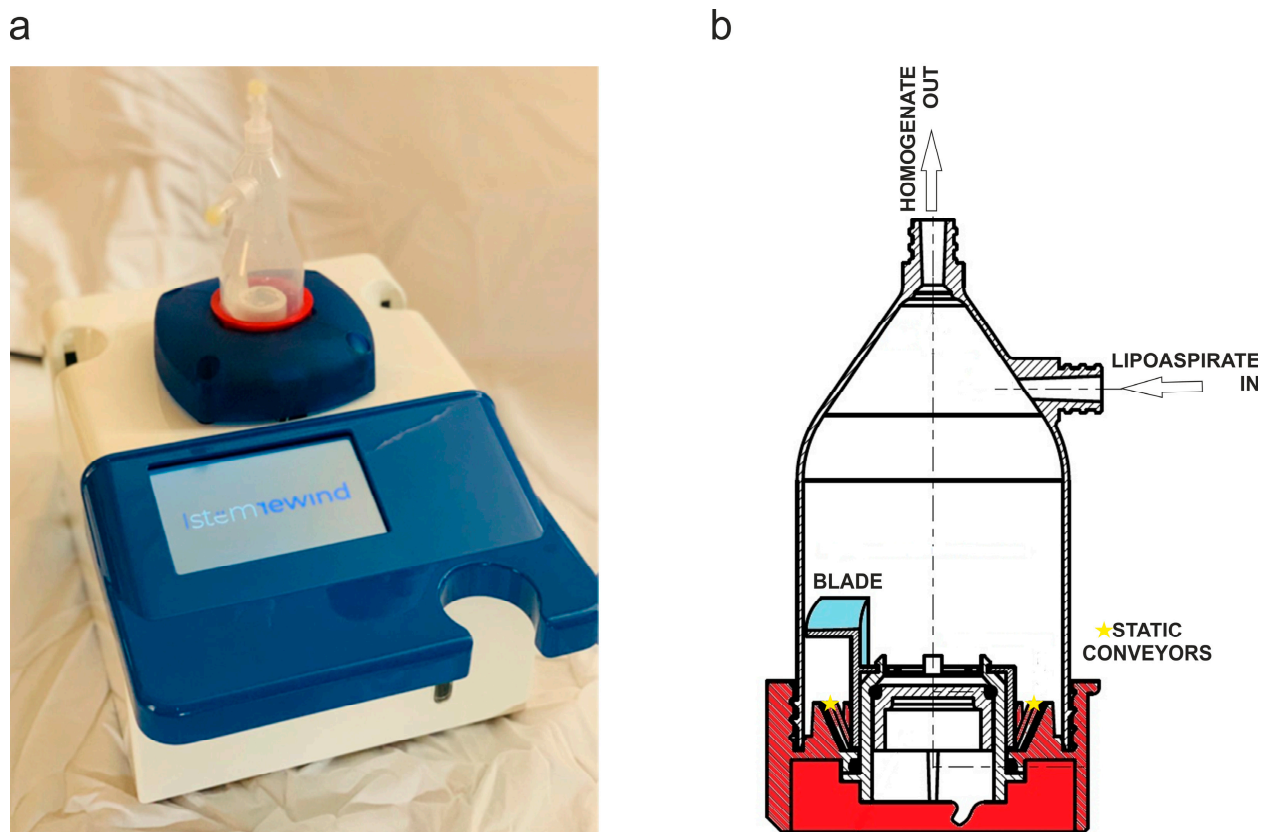 a
b
HOMOGENATE
OUT
LIPOASPIRATE
IN
BLADE
★STATIC
CONVEYORS
Istemrewind